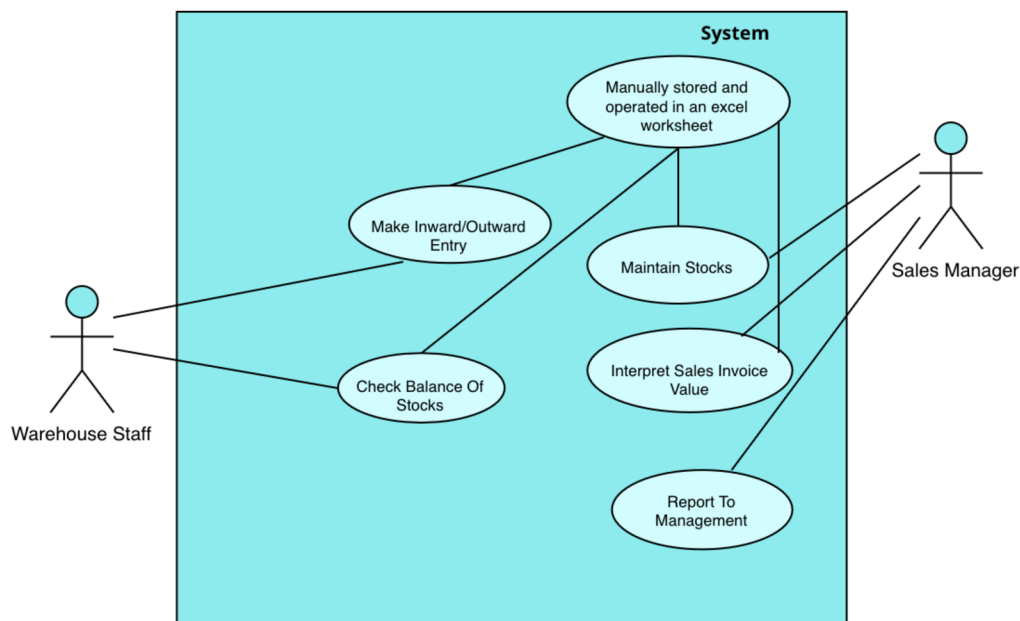 System
Manually stored and
operated in an excel
worksheet
Make Inward/Outward
Entry
Maintain Stocks
Sales Manager
Interpret Sales Invoice
Value
Check Balance Of
Stocks
Warehouse Staff
Report To
Management